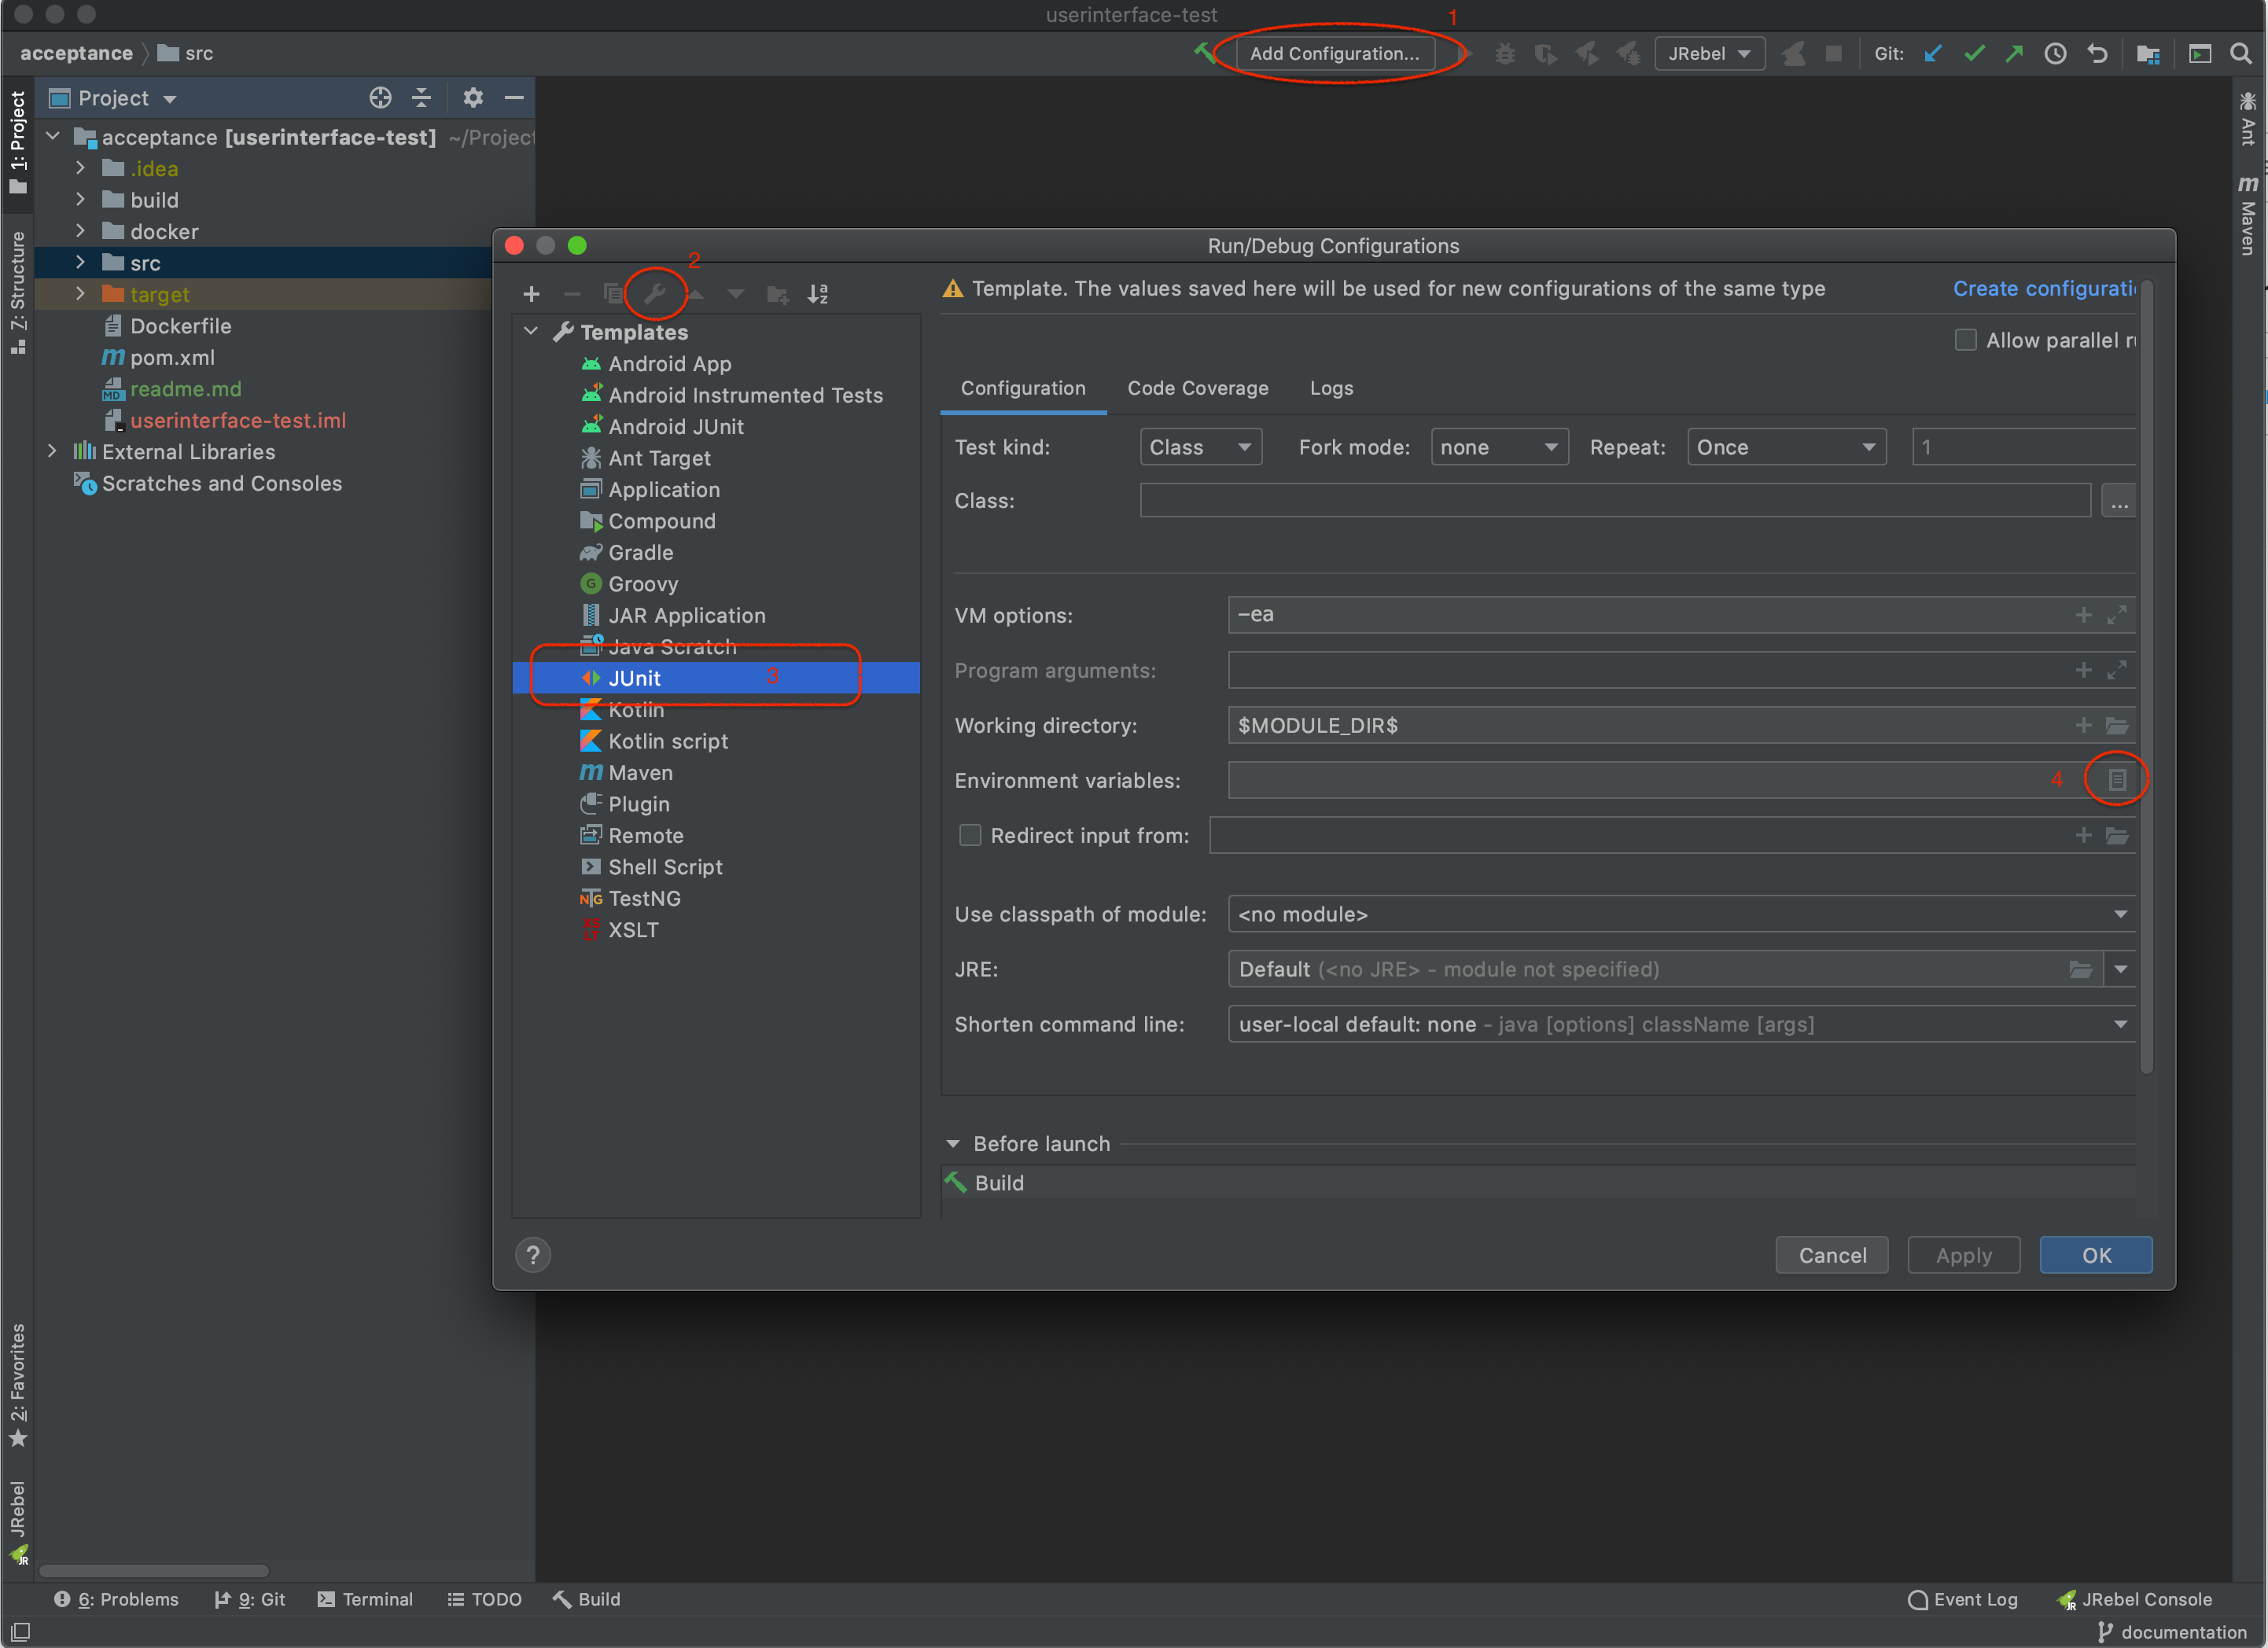 userinterface-test
1
acceptance
src
Add Configuration...
JRebel
Git:
1: Project
Z: Structure
2: Favorites
JRebel
Project
acceptance [userinterface-test] ~/Project
.idea
build
docker
src
target
Dockerfile
pom.xml
readme.md
userinterface-test.iml
External Libraries
Scratches and Consoles
Ant
Maven
Run/Debug Configurations
2
Templates
Android App
Android Instrumented Tests
Android JUnit
Ant Target
Application
Compound
Gradle
Groovy
JAR Application
Java Scratch
JUnit
3
Kotlin
Kotlin script
Maven
Plugin
Remote
Shell Script
TestNG
XSLT
Template. The values saved here will be used for new configurations of the same type
Create configurati
Allow parallel r
Configuration
Code Coverage
Logs
Test kind: Class
Fork mode: none
Repeat: Once
1
Class:
...
VM options: -ea
Program arguments:
Working directory: $MODULE_DIR$
Environment variables:
4
Redirect input from:
Use classpath of module: <no module>
JRE: Default (<no JRE> - module not specified)
Shorten command line: user-local default: none - java [options] className [args]
Before launch
Build
?
Cancel
Apply
OK
6: Problems
9: Git
Terminal
TODO
Build
Event Log
JRebel Console
documentation